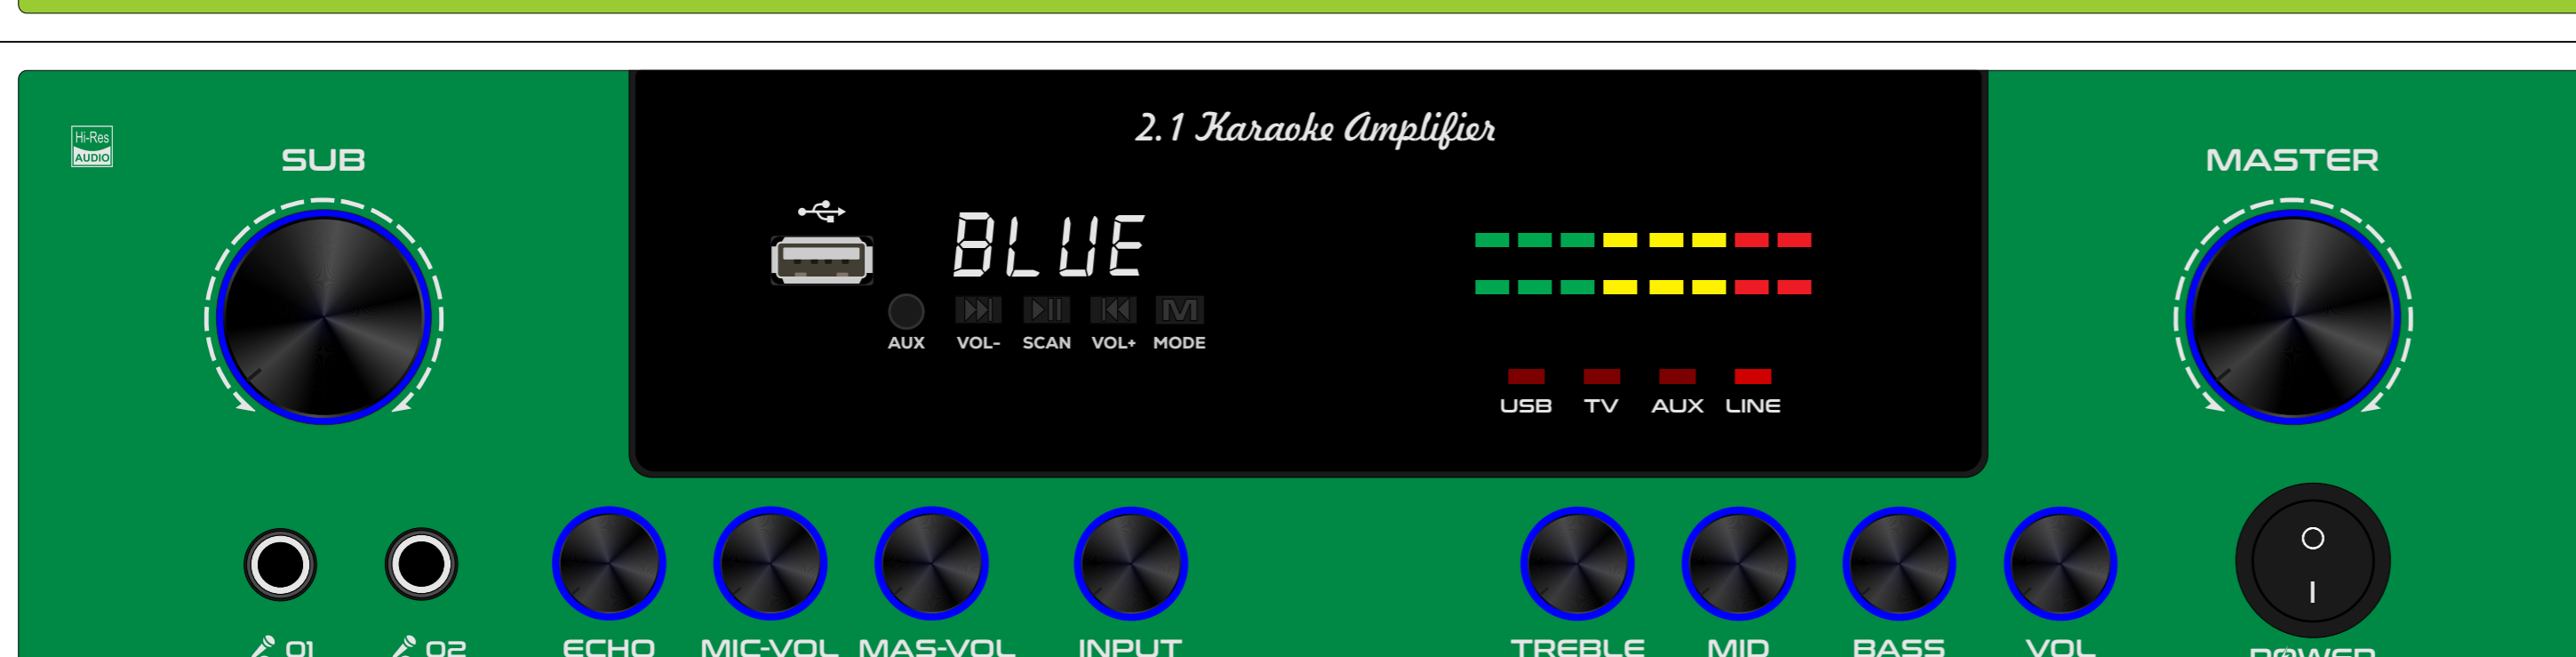 2.1 Karaoke Amplifier
Hi-Res
AUDIO
SUB
MASTER
BLUE
AUX VOL- SCAN VOL+ MODE
M
USB TV AUX LINE
01 02 ECHO MIC-VOL MAS-VOL INPUT TREBLE MID BASS VOL POWER